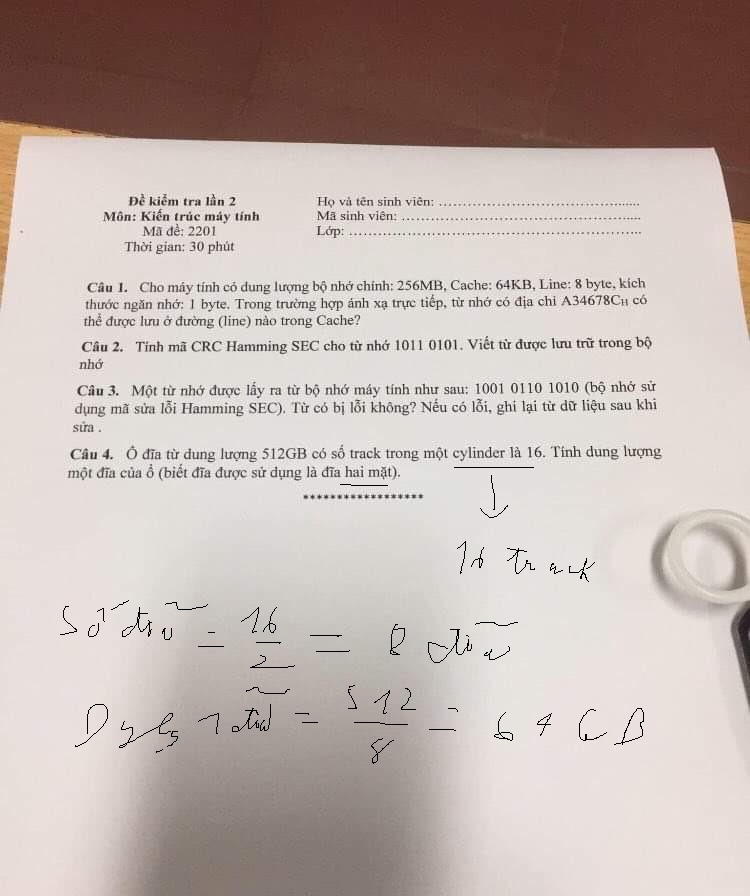 Đề kiểm tra lần 2
Môn: Kiến trúc máy tính
Mã đề: 2201
Thời gian: 30 phút
Họ và tên sinh viên: ………………………………………
Mã sinh viên: ………………………………………
Lớp: ………………………………………
Câu 1. Cho máy tính có dung lượng bộ nhớ chính: 256MB, Cache: 64KB, Line: 8 byte, kích
thước ngăn nhớ: 1 byte. Trong trường hợp ánh xạ trực tiếp, từ nhớ có địa chỉ A34678CH có
thể được lưu ở đường (line) nào trong Cache?
Câu 2. Tính mã CRC Hamming SEC cho từ nhớ 1011 0101. Viết từ được lưu trữ trong bộ
nhớ
Câu 3. Một từ nhớ được lấy ra từ bộ nhớ máy tính như sau: 1001 0110 1010 (bộ nhớ sử
dụng mã sửa lỗi Hamming SEC). Từ có bị lỗi không? Nếu có lỗi, ghi lại từ dữ liệu sau khi
sửa .
Câu 4. Ổ đĩa từ dung lượng 512GB có số track trong một cylinder là 16. Tính dung lượng
một đĩa của ổ (biết đĩa được sử dụng là đĩa hai mặt).
******************
16 track
Số đĩa = 16/2 = 8 đĩa
1 đĩa = 512/8 = 64 GB